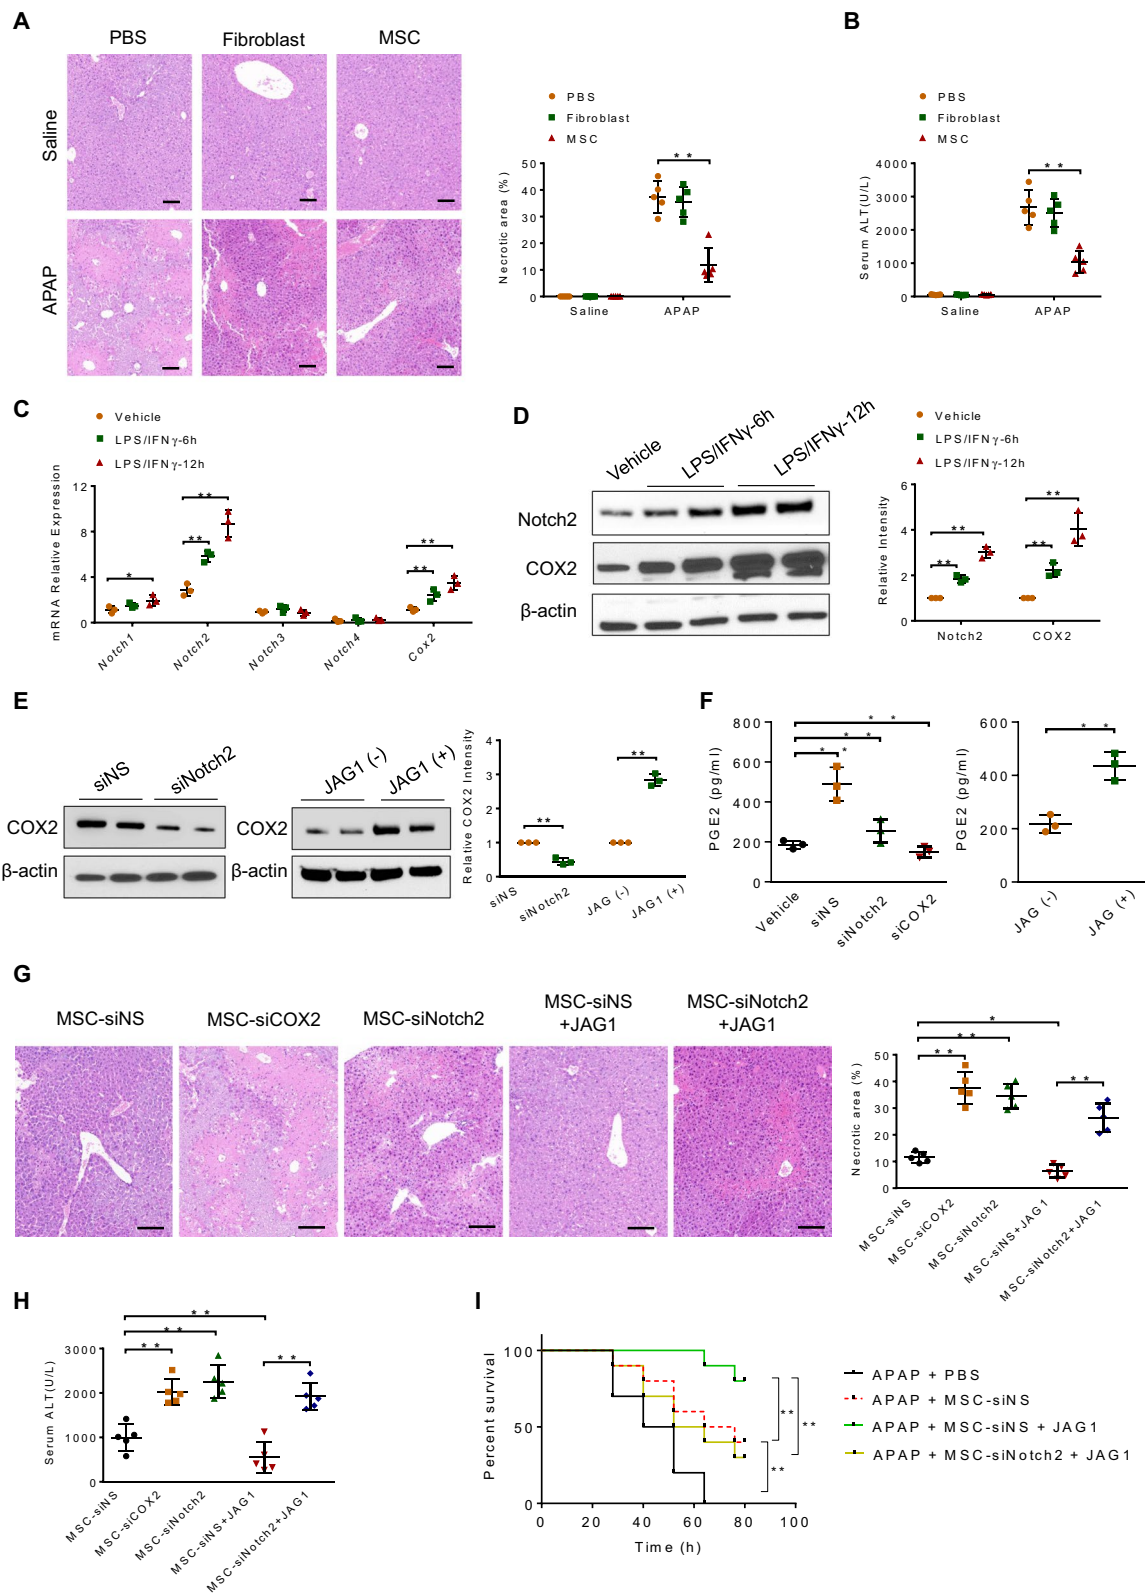 A
PBS
Fibroblast
MSC
Saline
APAP
PBS
Fibroblast
MSC
**
Necrotic area (%)
50
40
30
20
10
0
Saline
APAP
B
PBS
Fibroblast
MSC
**
Serum ALT(U/L)
4000
3000
2000
1000
0
Saline
APAP
C
Vehicle
LPS/IFNγ-6h
LPS/IFNγ-12h
mRNA Relative Expression
12
8
4
0
*
**
**
**
**
Notch1
Notch2
Notch3
Notch4
Cox2
D
Vehicle
LPS/IFNγ-6h
LPS/IFNγ-12h
Notch2
COX2
β-actin
Vehicle
LPS/IFNγ-6h
LPS/IFNγ-12h
Relative Intensity
6
4
2
0
**
**
**
**
Notch2
COX2
E
siNS
siNotch2
COX2
β-actin
JAG1 (-)
JAG1 (+)
COX2
β-actin
Relative COX2 Intensity
4
3
2
1
0
**
**
siNS
siNotch2
JAG (-)
JAG1 (+)
F
PGE2 (pg/ml)
800
600
400
200
0
* *
* *
* *
Vehicle
siNS
siNotch2
siCOX2
PGE2 (pg/ml)
600
400
200
0
* *
JAG (-)
JAG (+)
G
MSC-siNS
MSC-siCOX2
MSC-siNotch2
MSC-siNS
+JAG1
MSC-siNotch2
+JAG1
Necrotic area (%)
50
40
30
20
10
0
*
**
**
**
MSC-siNS
MSC-siCOX2
MSC-siNotch2
MSC-siNS+JAG1
MSC-siNotch2+JAG1
H
Serum ALT(U/L)
3000
2000
1000
0
**
**
**
**
MSC-siNS
MSC-siCOX2
MSC-siNotch2
MSC-siNS+JAG1
MSC-siNotch2+JAG1
I
Percent survival
100
50
0
0
20
40
60
80
100
Time (h)
**
**
**
APAP + PBS
APAP + MSC-siNS
APAP + MSC-siNS + JAG1
APAP + MSC-siNotch2 + JAG1